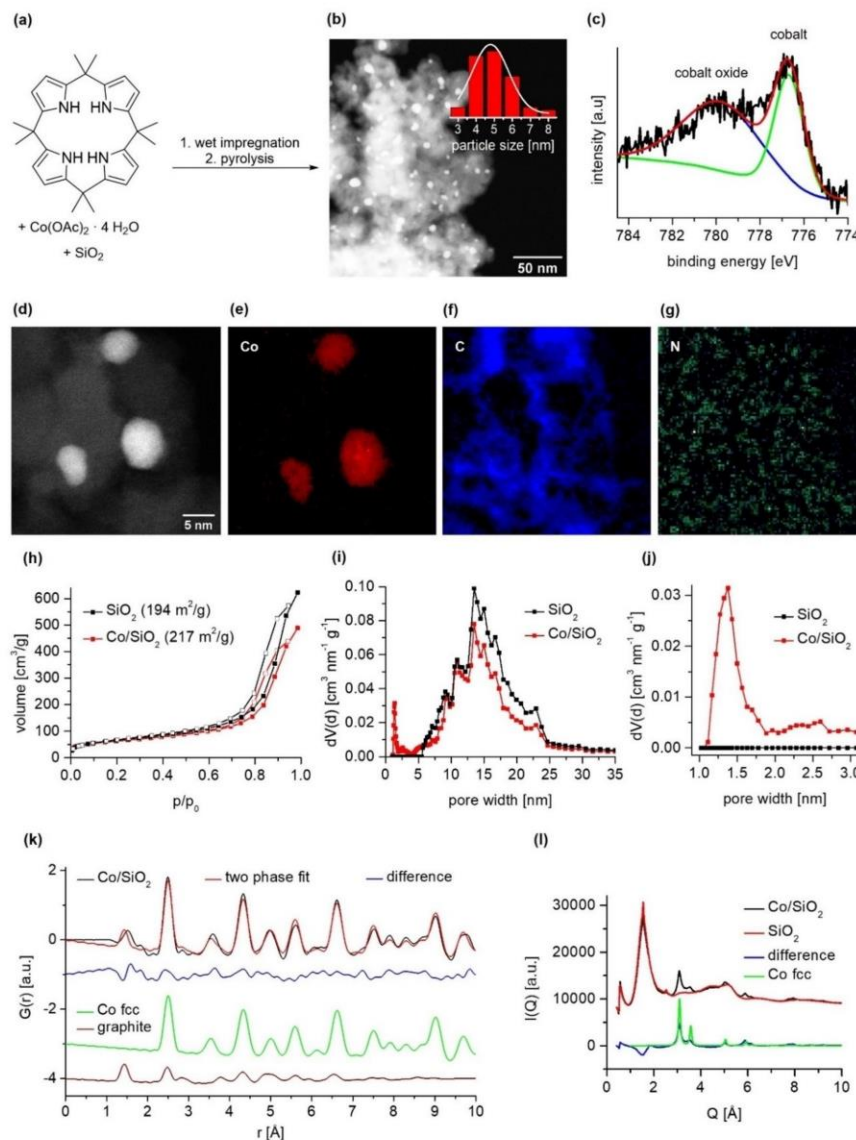 (a)
NH HN
NH HN
+ Co(OAc)₂ · 4 H₂O
+ SiO₂
1. wet impregnation
2. pyrolysis
(b)
3 4 5 6 7 8
particle size [nm]
50 nm
(c)
cobalt
cobalt oxide
intensity [a.u]
784 782 780 778 776 774
binding energy [eV]
(d)
5 nm
(e)
Co
(f)
C
(g)
N
(h)
600
500
400
300
200
100
0
volume [cm³/g]
SiO₂ (194 m²/g)
Co/SiO₂ (217 m²/g)
0.0 0.2 0.4 0.6 0.8 1.0
p/p₀
(i)
0.10
0.08
0.06
0.04
0.02
0.00
dV(d) [cm³ nm⁻¹ g⁻¹]
SiO₂
Co/SiO₂
0 5 10 15 20 25 30 35
pore width [nm]
(j)
0.03
0.02
0.01
0.00
dV(d) [cm³ nm⁻¹ g⁻¹]
SiO₂
Co/SiO₂
1.0 1.5 2.0 2.5 3.0
pore width [nm]
(k)
2
0
-2
-4
G(r) [a.u.]
Co/SiO₂ two phase fit difference
Co fcc
graphite
0 1 2 3 4 5 6 7 8 9 10
r [Å]
(l)
30000
20000
10000
0
I(Q) [a.u.]
Co/SiO₂
SiO₂
difference
Co fcc
0 2 4 6 8 10
Q [Å]